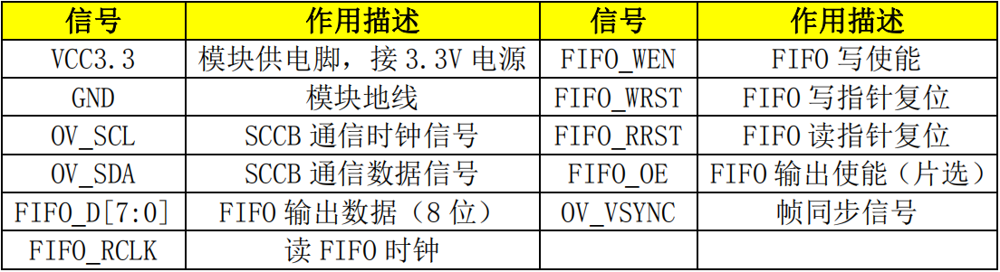 信号 作用描述 信号 作用描述
VCC3.3 模块供电脚，接 3.3V 电源 FIFO_WEN FIFO 写使能
GND 模块地线 FIFO_WRST FIFO 写指针复位
OV_SCL SCCB 通信时钟信号 FIFO_RRST FIFO 读指针复位
OV_SDA SCCB 通信数据信号 FIFO_OE FIFO 输出使能（片选）
FIFO_D[7:0] FIFO 输出数据（8 位） OV_VSYNC 帧同步信号
FIFO_RCLK 读 FIFO 时钟